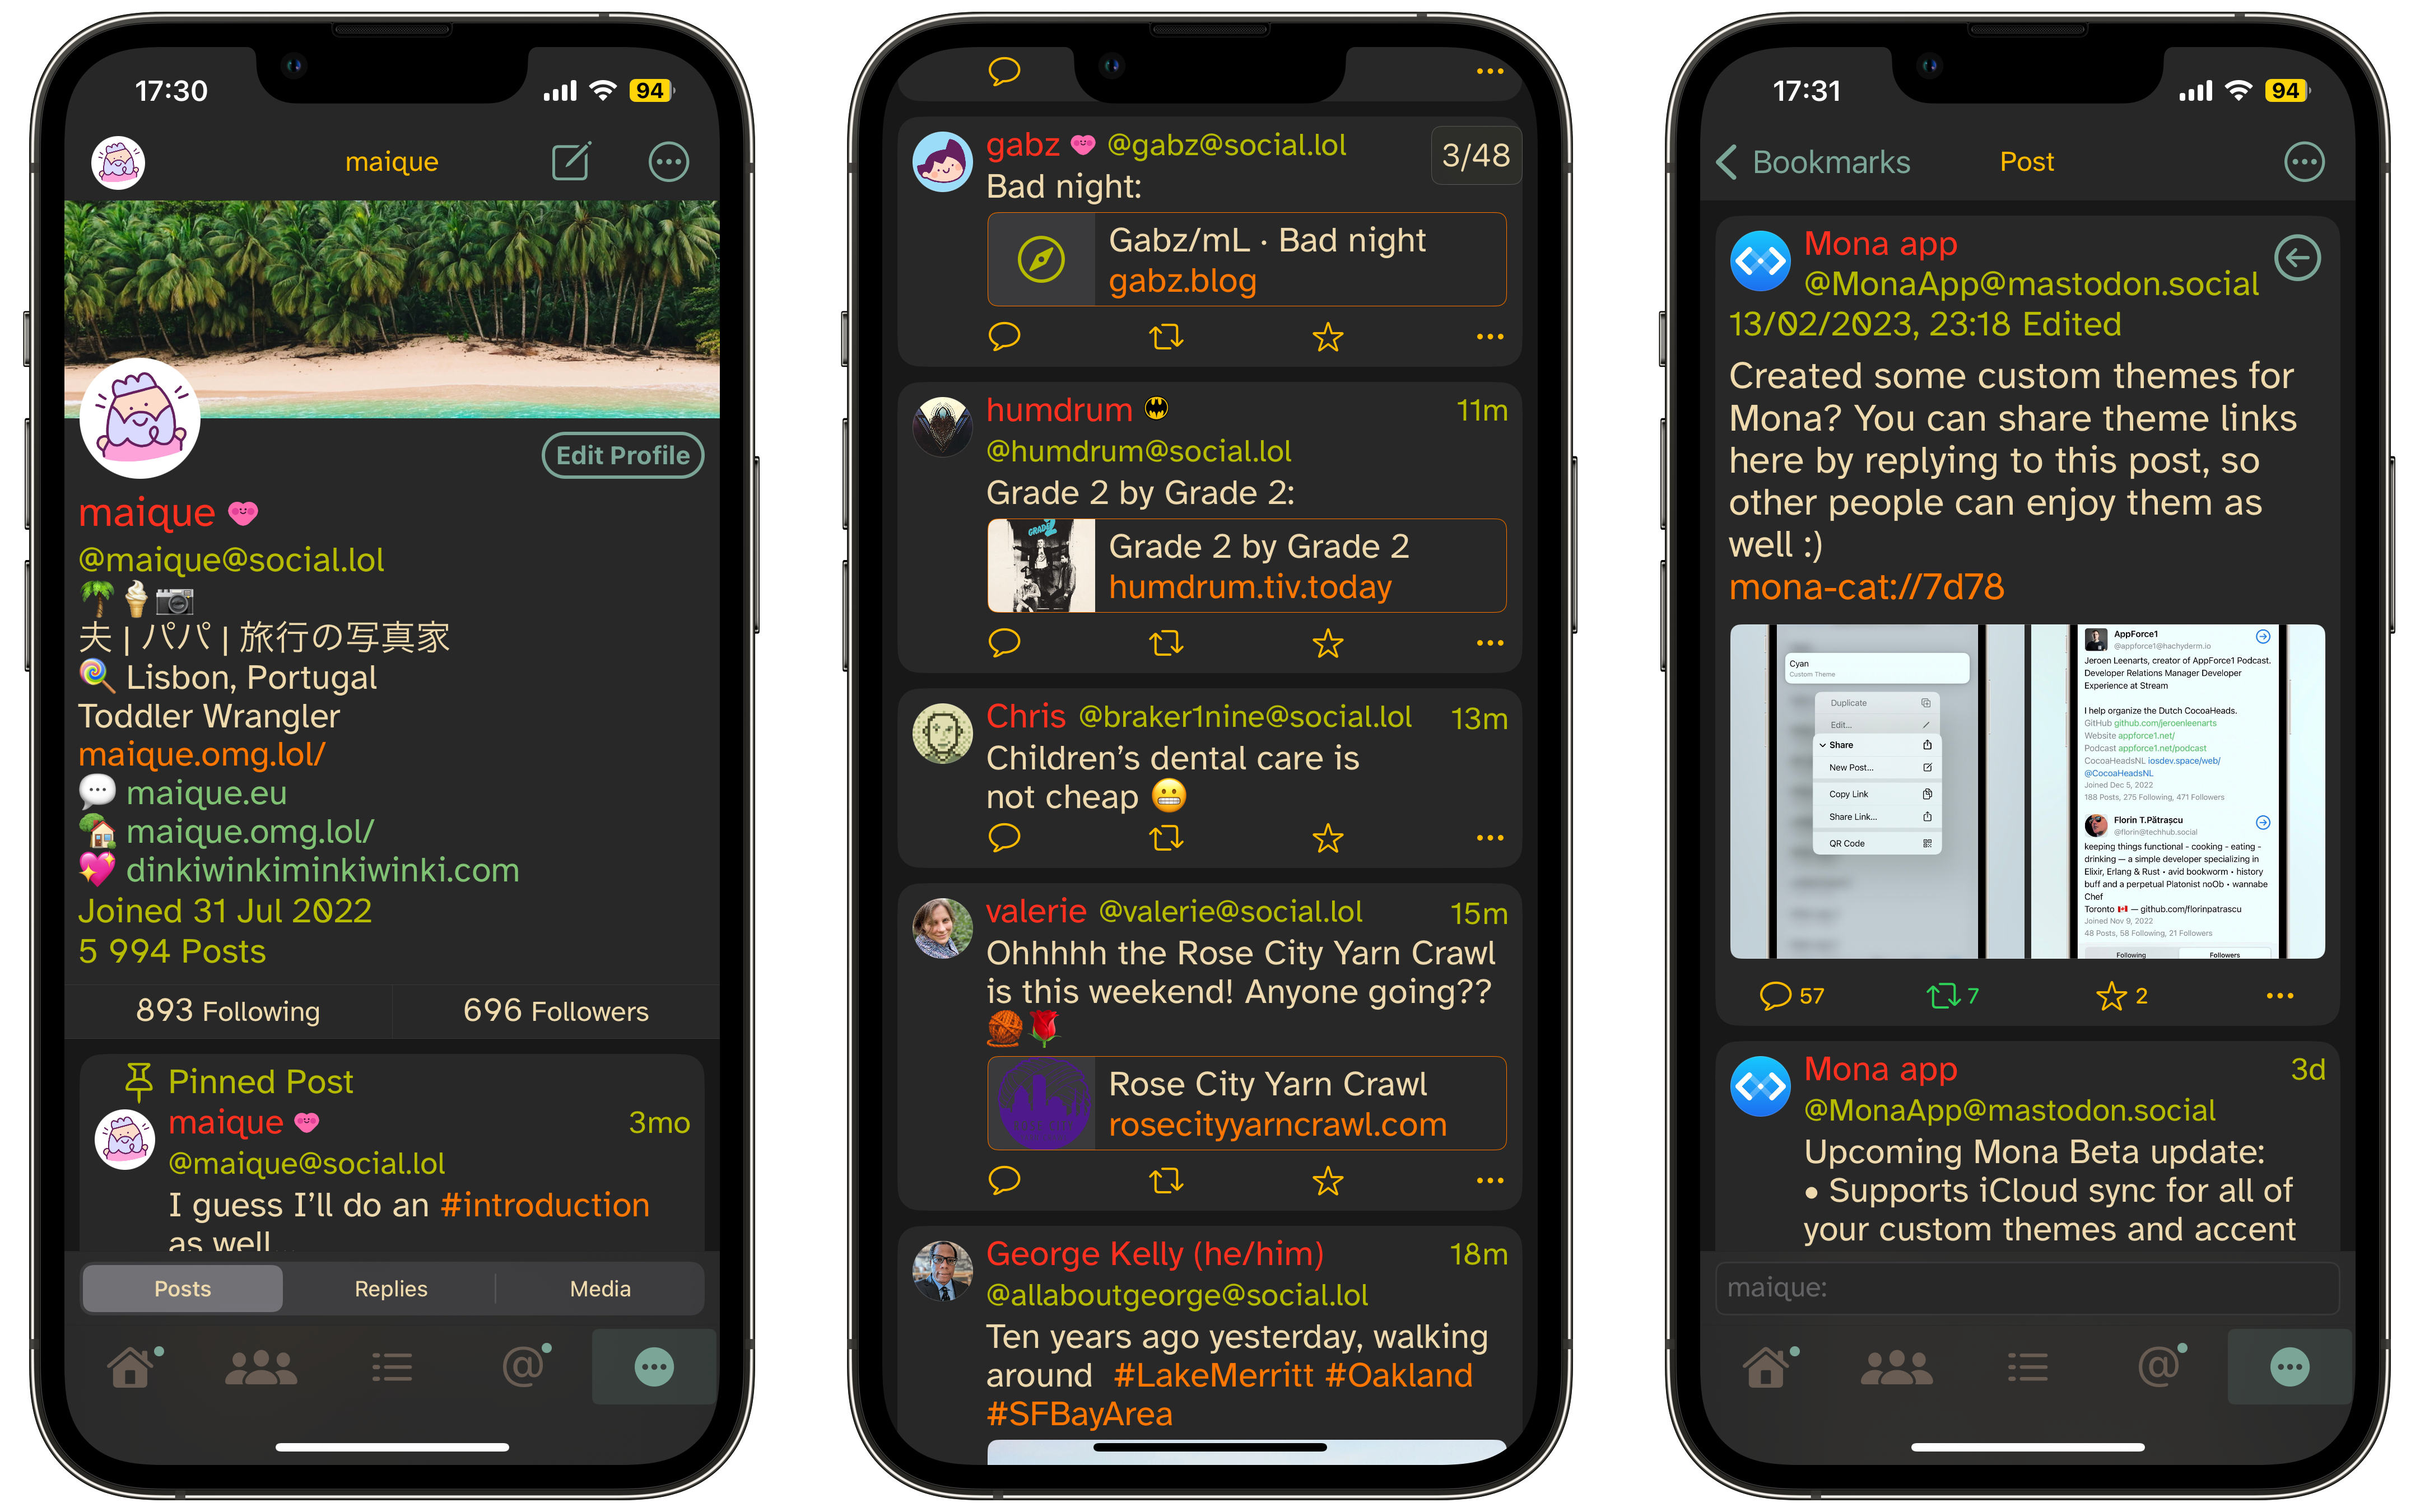 17:30
94
maique
Edit Profile
maique
@maique@social.lol
夫 | パパ | 旅行の写真家
Lisbon, Portugal
Toddler Wrangler
maique.omg.lol/
maique.eu
maique.omg.lol/
dinkiwinkiminkiwinki.com
Joined 31 Jul 2022
5 994 Posts
893 Following
696 Followers
Pinned Post
maique
3mo
@maique@social.lol
I guess I’ll do an #introduction
as well
Posts
Replies
Media
gabz @gabz@social.lol
3/48
Bad night:
Gabz/mL · Bad night
gabz.blog
humdrum
11m
@humdrum@social.lol
Grade 2 by Grade 2:
GRADE 2
Grade 2 by Grade 2
humdrum.tiv.today
Chris @braker1nine@social.lol
13m
Children’s dental care is
not cheap
valerie @valerie@social.lol
15m
Ohhhhh the Rose City Yarn Crawl
is this weekend! Anyone going??
Rose City Yarn Crawl
rosecityyarncrawl.com
George Kelly (he/him)
18m
@allaboutgeorge@social.lol
Ten years ago yesterday, walking
around #LakeMerritt #Oakland
#SFBayArea
17:31
94
Bookmarks
Post
Mona app
@MonaApp@mastodon.social
13/02/2023, 23:18 Edited
Created some custom themes for
Mona? You can share theme links
here by replying to this post, so
other people can enjoy them as
well :)
mona-cat://7d78
Cyan
Custom Theme
Duplicate
Edit...
Share
New Post...
Copy Link
Share Link...
QR Code
AppForce1
@appforce1@hachyderm.io
Jeroen Leenarts, creator of AppForce1 Podcast.
Developer Relations Manager Developer
Experience at Stream
I help organize the Dutch CocoaHeads.
GitHub github.com/jeroenleenarts
Website appforce1.net/
Podcast appforce1.net/podcast
CocoaHeadsNL iosdev.space/web/
@CocoaHeadsNL
Joined Dec 5, 2022
188 Posts, 275 Following, 471 Followers
Florin T.Pătrașcu
@florin@techhub.social
keeping things functional - cooking - eating -
drinking — a simple developer specializing in
Elixir, Erlang & Rust • avid bookworm • history
buff and a perpetual Platonist noOb • wannabe
Chef
Toronto 🇨🇦 — github.com/florinpatrascu
Joined Nov 9, 2022
48 Posts, 58 Following, 21 Followers
Following
Followers
57
7
2
Mona app
3d
@MonaApp@mastodon.social
Upcoming Mona Beta update:
• Supports iCloud sync for all of
your custom themes and accent
maique: